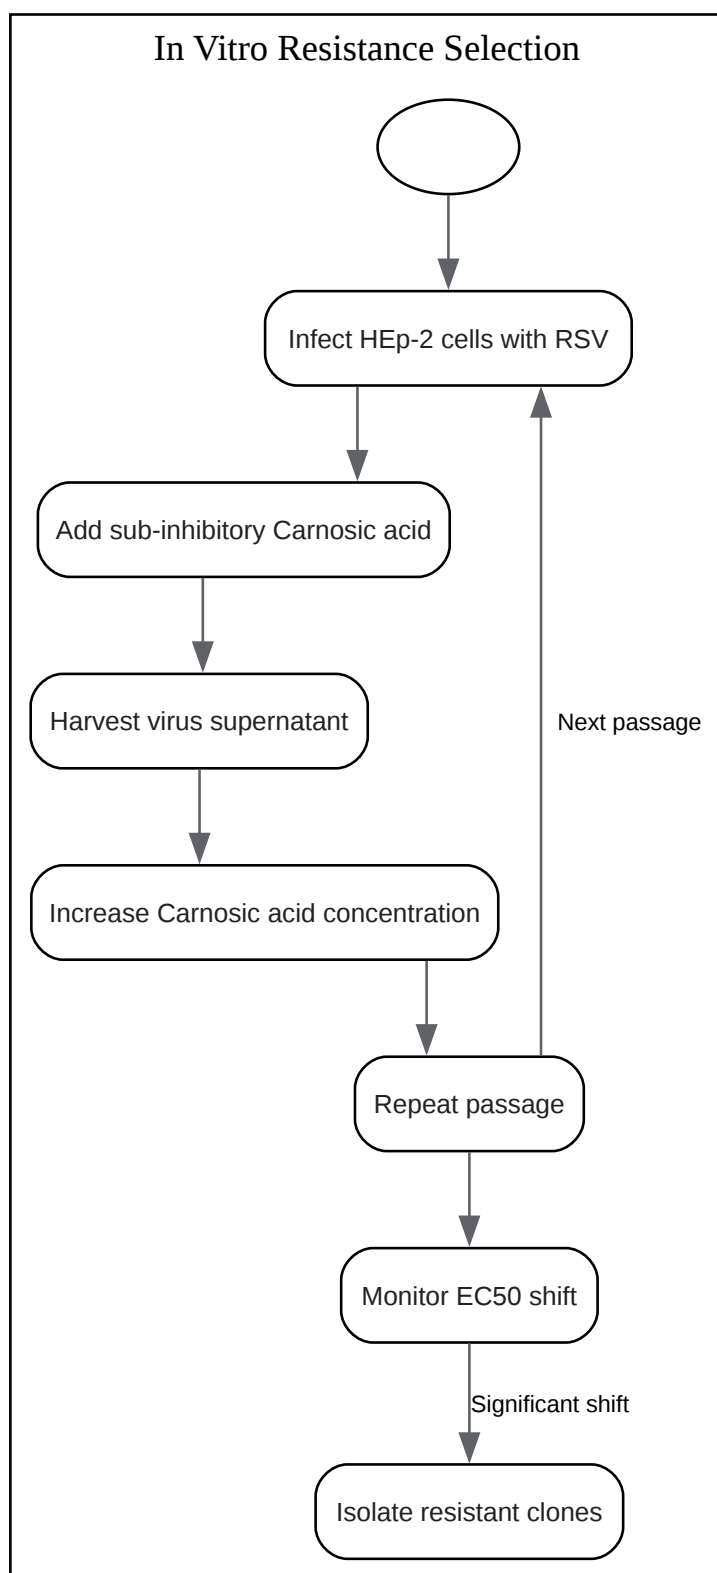 In Vitro Resistance Selection
Infect HEp-2 cells with RSV
Add sub-inhibitory Carnosic acid
Harvest virus supernatant
Next passage
Increase Carnosic acid concentration
Repeat passage
Monitor EC50 shift
Significant shift
Isolate resistant clones